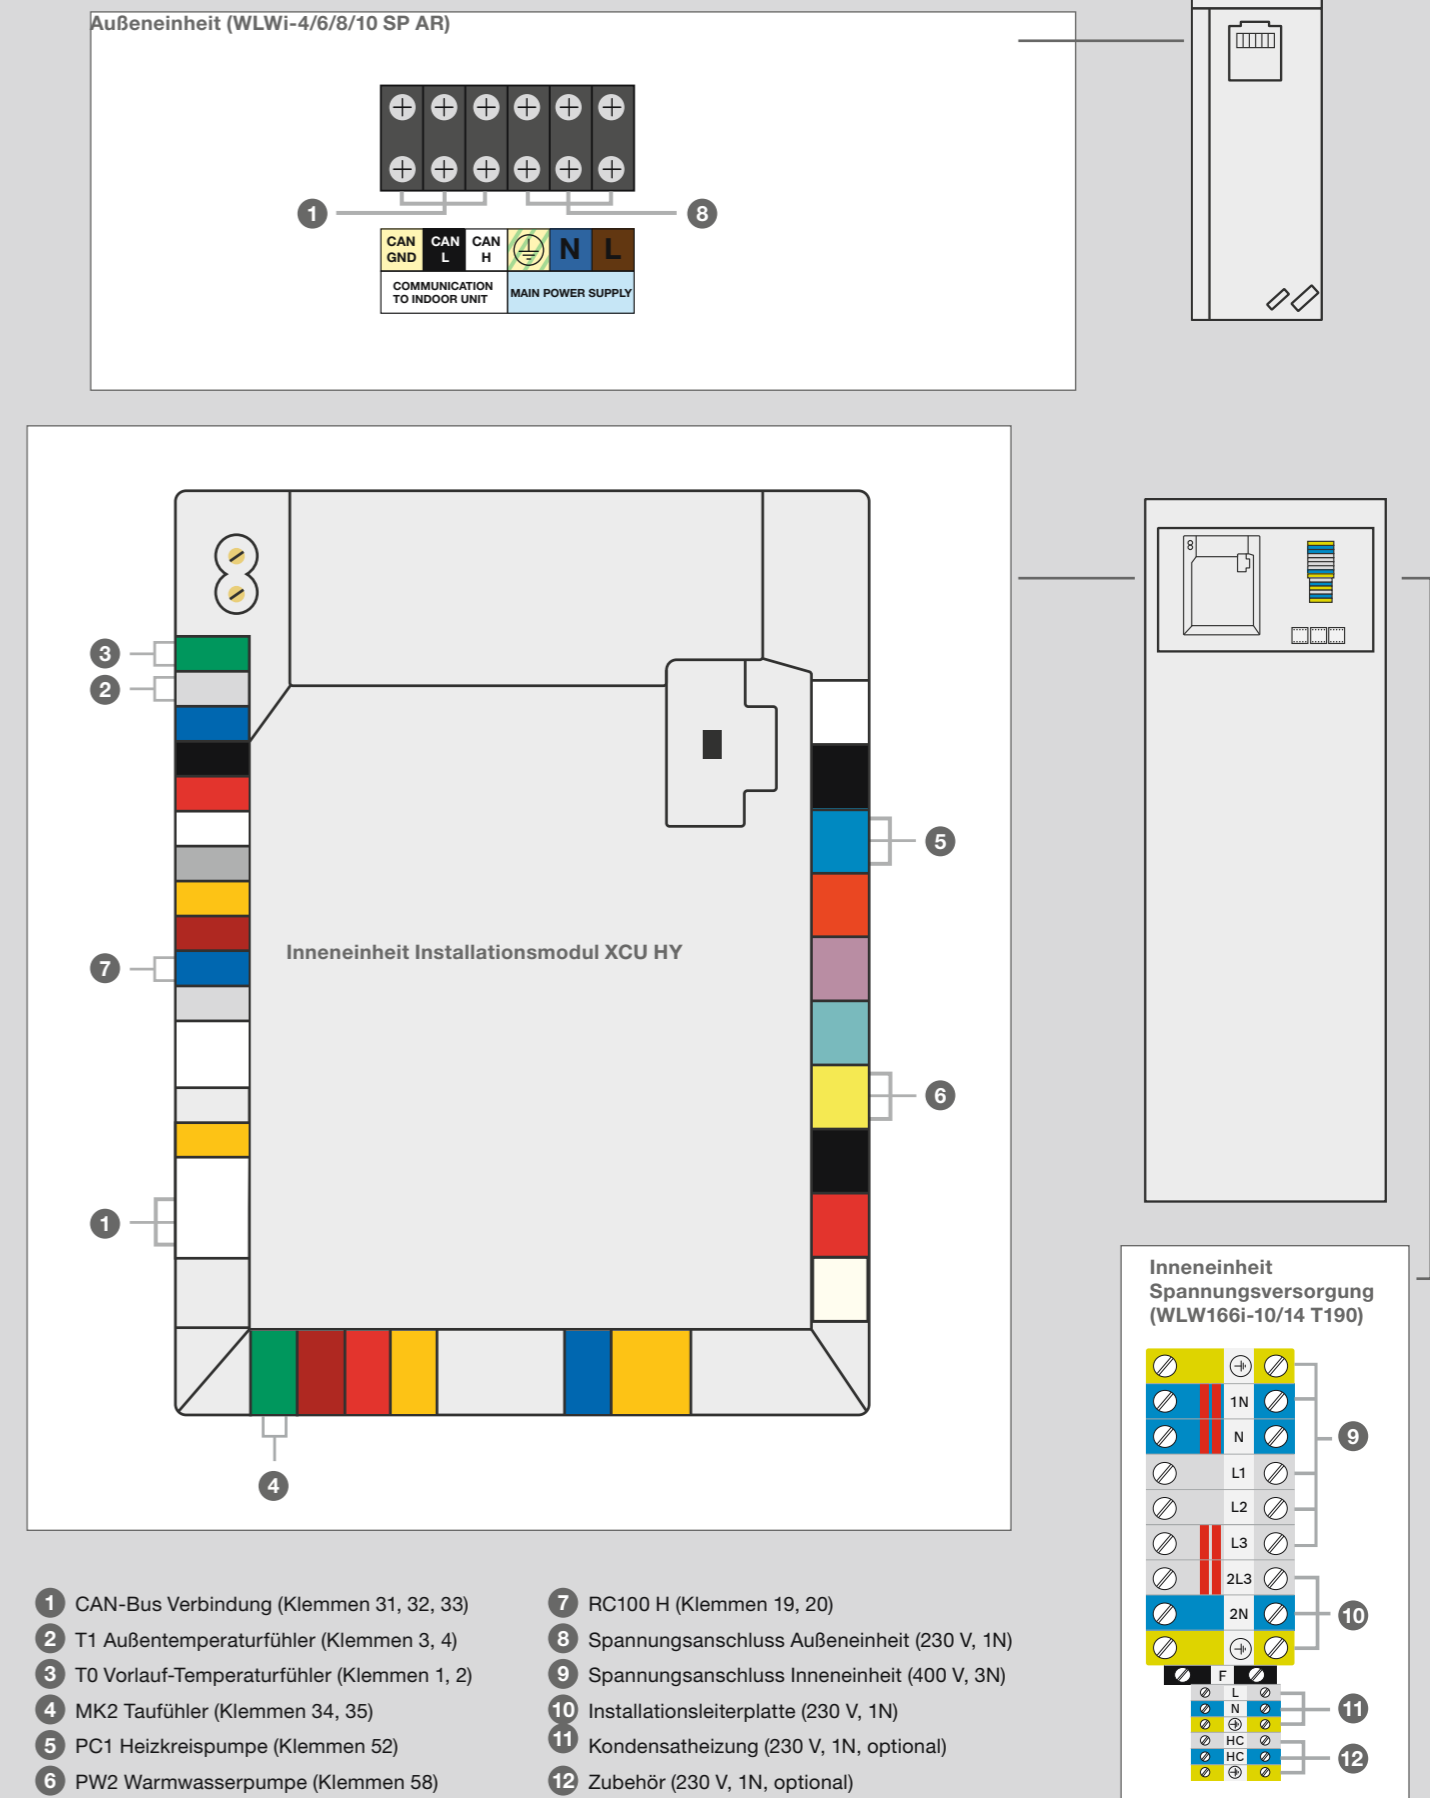 Außeneinheit (WLWi-4/6/8/10 SP AR)
1
8
CAN CAN CAN N L
GND L H
COMMUNICATION
TO INDOOR UNIT
MAIN POWER SUPPLY
3
2
5
Inneneinheit Installationsmodul XCU HY
7
6
1
4
Inneneinheit
Spannungsversorgung
(WLW166i-10/14 T190)
1N
N
9
L1
L2
L3
2L3
2N
10
F
L
N
11
HC
HC
12
1 CAN-Bus Verbindung (Klemmen 31, 32, 33)
2 T1 Außentemperaturfühler (Klemmen 3, 4)
3 T0 Vorlauf-Temperaturfühler (Klemmen 1, 2)
4 MK2 Taufühler (Klemmen 34, 35)
5 PC1 Heizkreispumpe (Klemmen 52)
6 PW2 Warmwasserpumpe (Klemmen 58)
7 RC100 H (Klemmen 19, 20)
8 Spannungsanschluss Außeneinheit (230 V, 1N)
9 Spannungsanschluss Inneneinheit (400 V, 3N)
10 Installationsleiterplatte (230 V, 1N)
11 Kondensatheizung (230 V, 1N, optional)
12 Zubehör (230 V, 1N, optional)